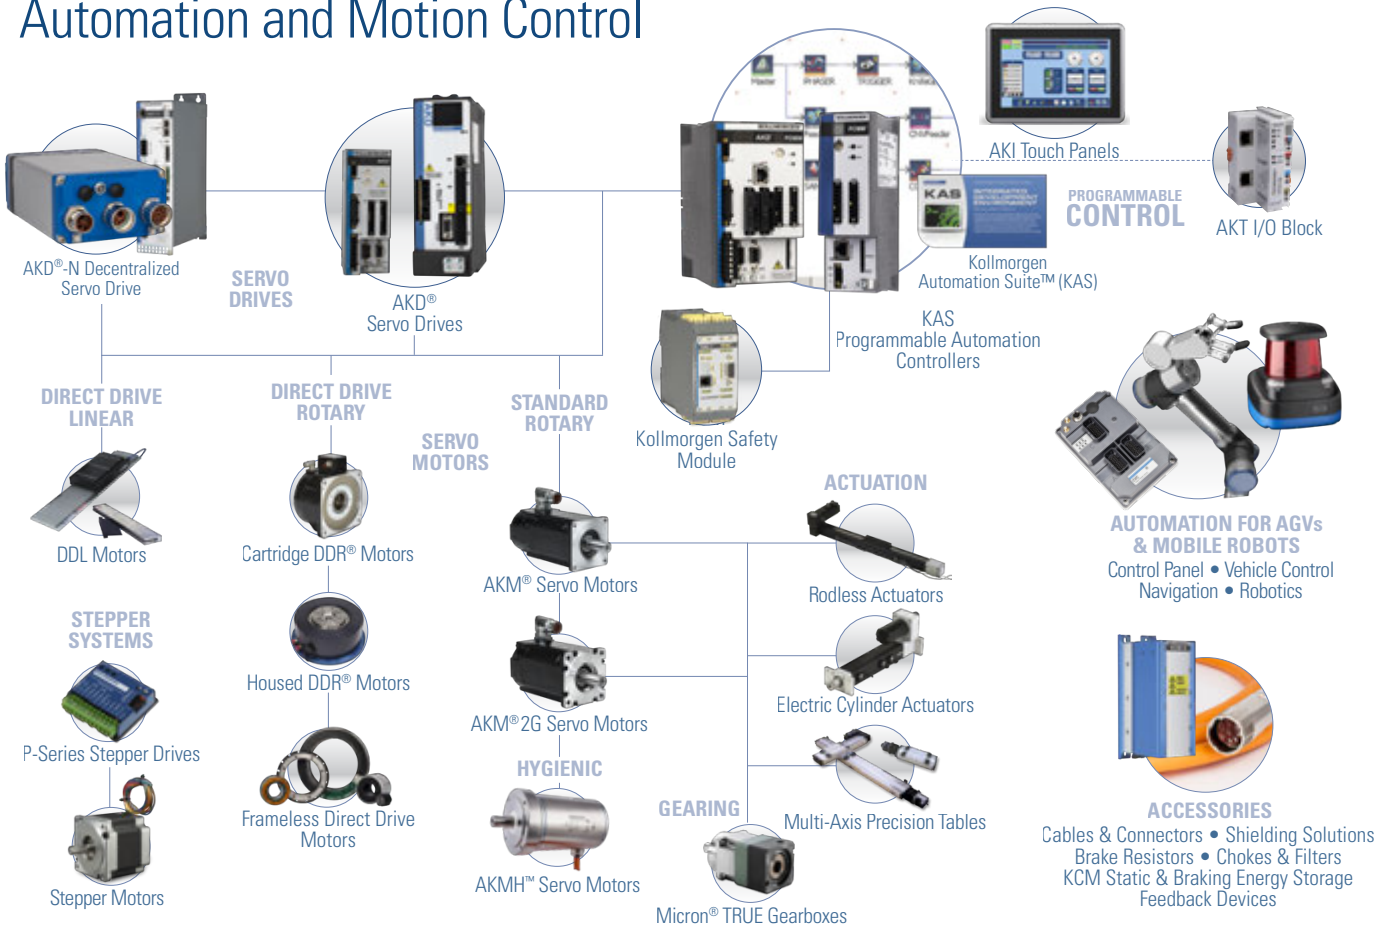 Automation and Motion Control
AKI Touch Panels
PROGRAMMABLE
CONTROL
AKT I/O Block
KAS
INTEGRATED
DEVELOPMENT
ENVIRONMENT
Kollmorgen
Automation Suite™ (KAS)
AKD®-N Decentralized
Servo Drive
SERVO
DRIVES
AKD
AKD®
Servo Drives
KAS
Programmable Automation
Controllers
Kollmorgen Safety
Module
DIRECT DRIVE
LINEAR
DIRECT DRIVE
ROTARY
STANDARD
ROTARY
SERVO
MOTORS
DDL Motors
Cartridge DDR® Motors
AKM® Servo Motors
ACTUATION
Rodless Actuators
AUTOMATION FOR AGVs
& MOBILE ROBOTS
Control Panel • Vehicle Control
Navigation • Robotics
STEPPER
SYSTEMS
Housed DDR® Motors
AKM®2G Servo Motors
Electric Cylinder Actuators
P-Series Stepper Drives
HYGIENIC
GEARING
Frameless Direct Drive
Motors
Multi-Axis Precision Tables
Stepper Motors
AKMH™ Servo Motors
Micron® TRUE Gearboxes
ACCESSORIES
Cables & Connectors • Shielding Solutions
Brake Resistors • Chokes & Filters
KCM Static & Braking Energy Storage
Feedback Devices